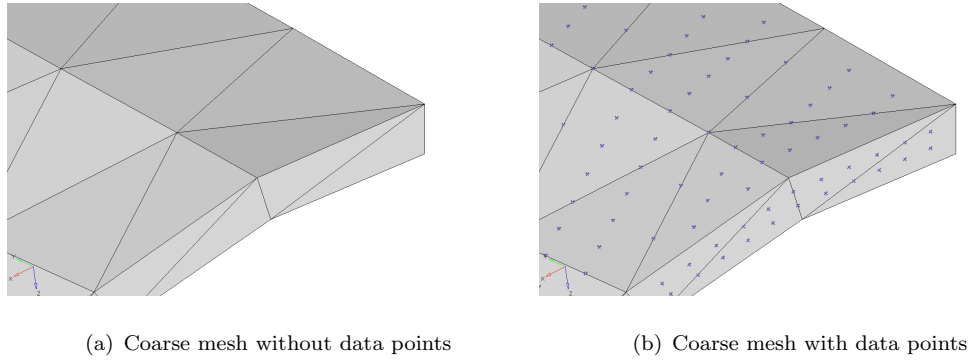 Y
X
Z
X
Z
(a) Coarse mesh without data points
(b) Coarse mesh with data points